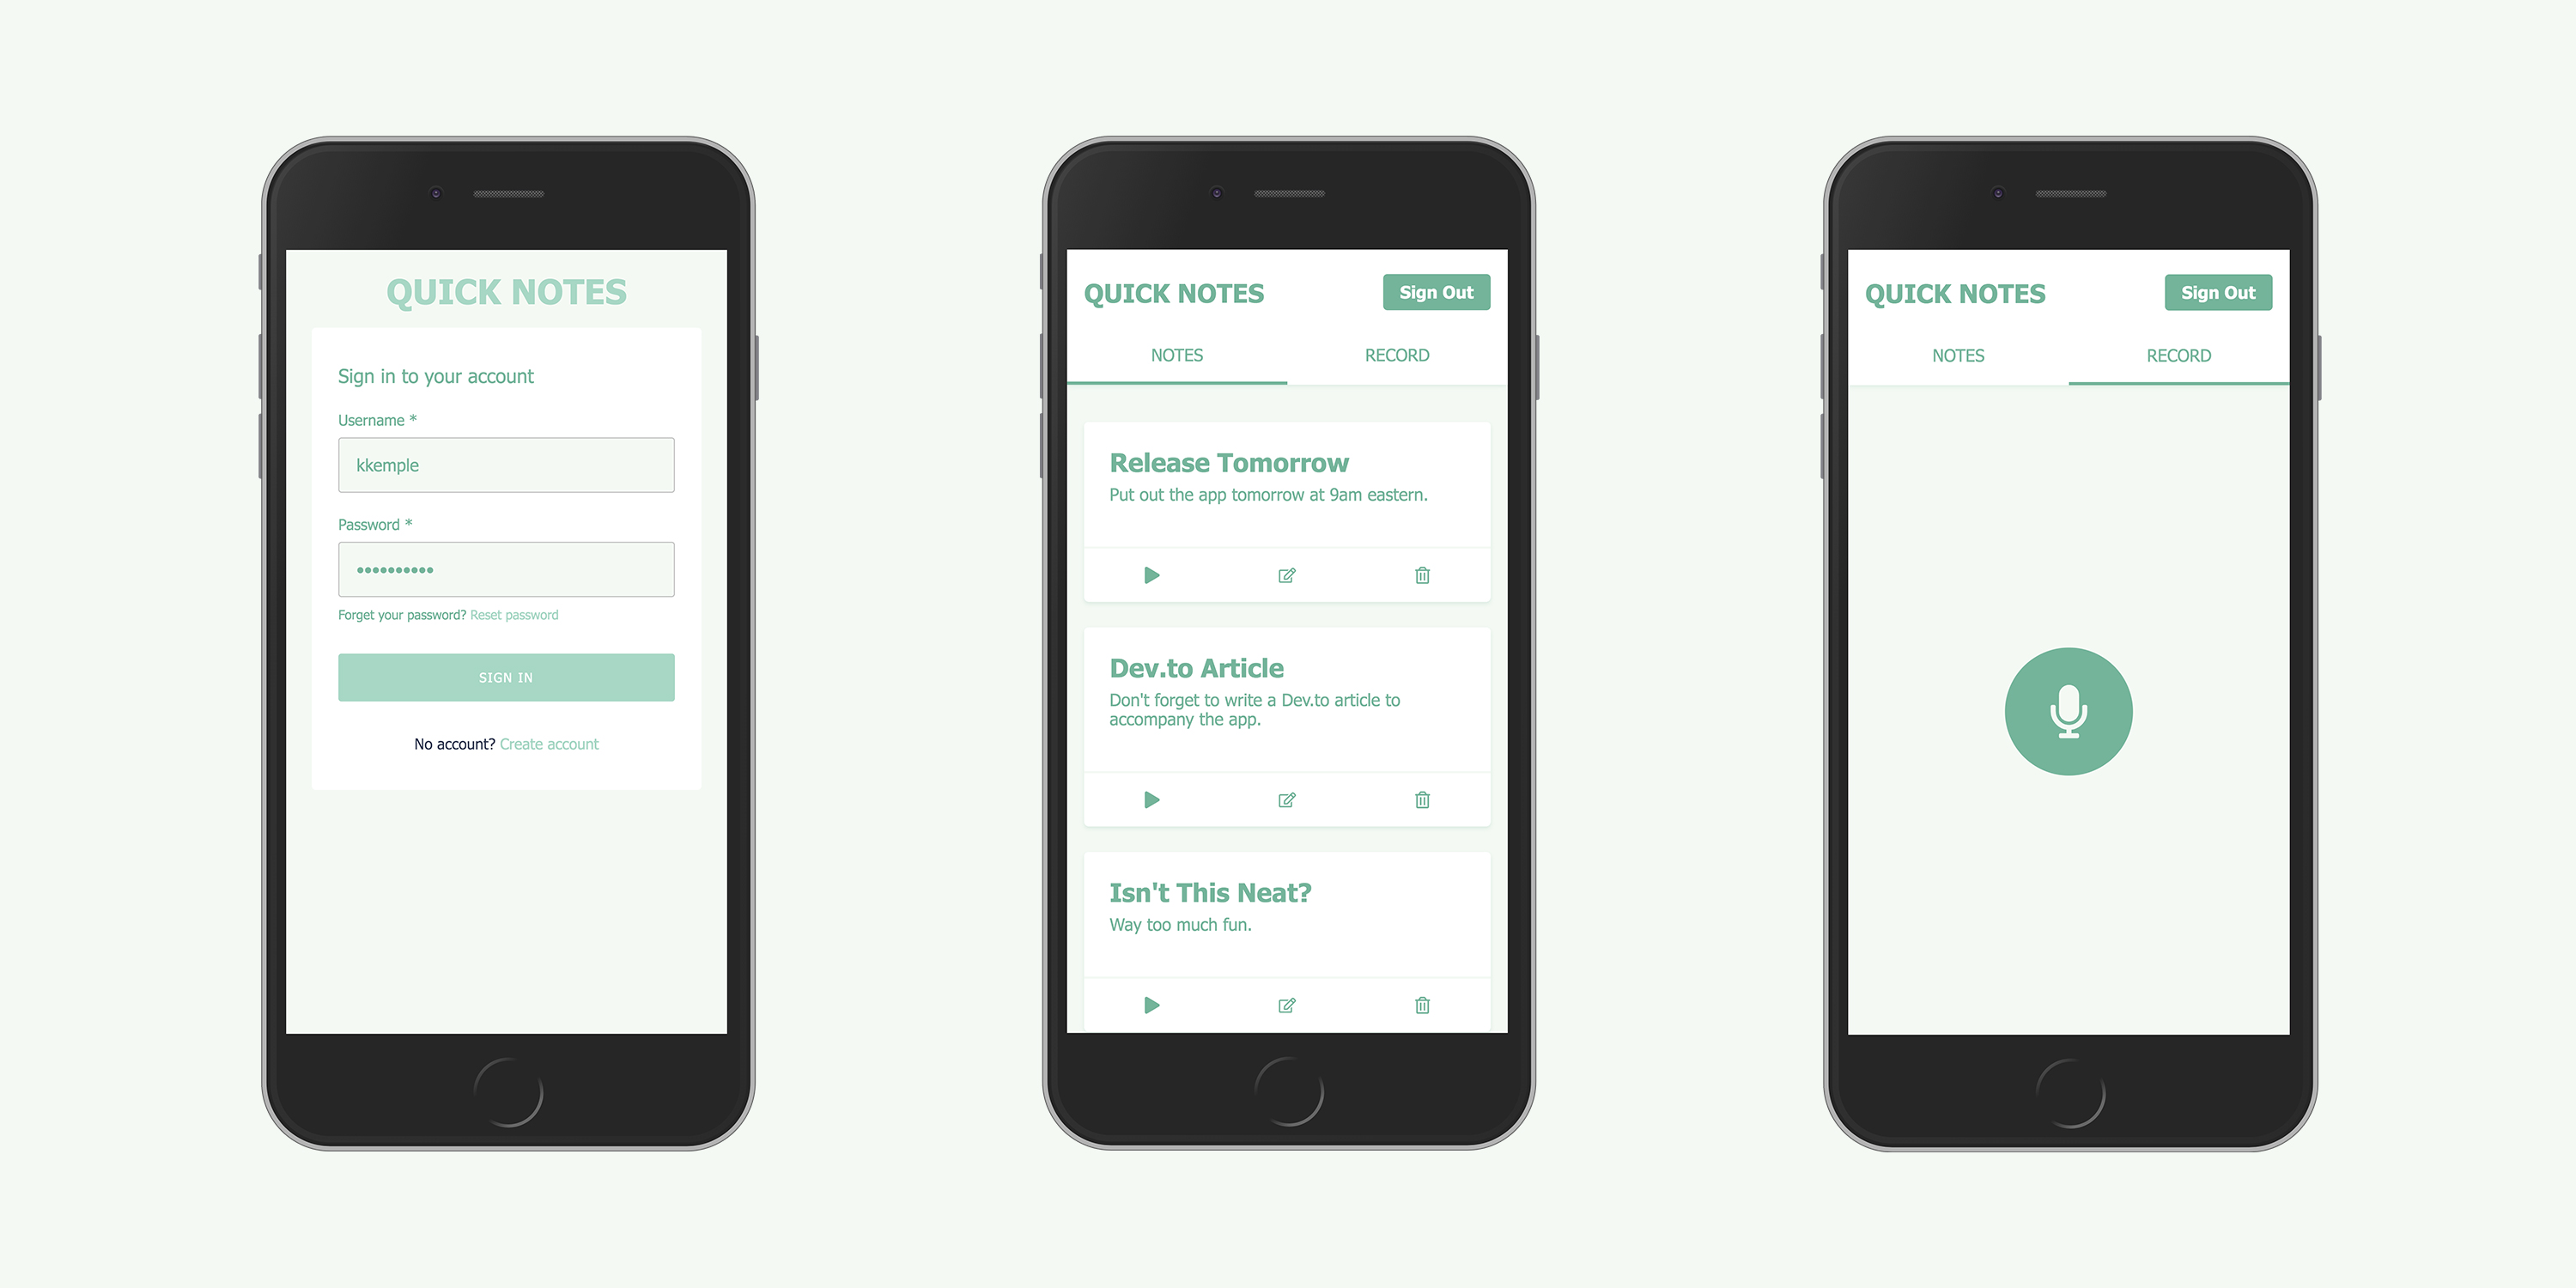 QUICK NOTES
Sign in to your account
Username *
kkemple
Password *
••••••••••
Forget your password? Reset password
SIGN IN
No account? Create account
QUICK NOTES
Sign Out
NOTES
RECORD
Release Tomorrow
Put out the app tomorrow at 9am eastern.
Dev.to Article
Don't forget to write a Dev.to article to
accompany the app.
Isn't This Neat?
Way too much fun.
QUICK NOTES
Sign Out
NOTES
RECORD